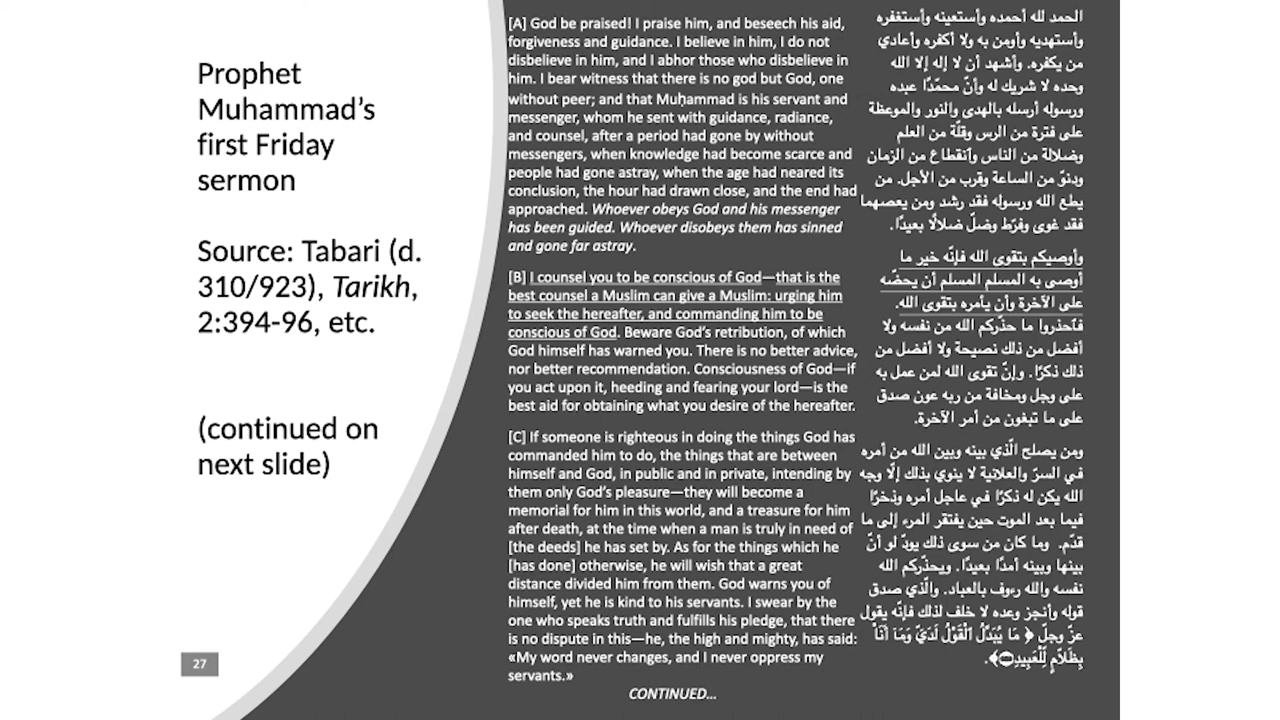 Prophet
Muḥammad’s
first Friday
sermon
Source: Tabari (d.
310/923), Tarikh,
2:394-96, etc.
(continued on
next slide)
27
[A] God be praised! I praise him, and beseech his aid,
forgiveness and guidance. I believe in him, I do not
disbelieve in him, and I abhor those who disbelieve in
him. I bear witness that there is no god but God, one
without peer; and that Muḥammad is his servant and
messenger, whom he sent with guidance, radiance,
and counsel, after a period had gone by without
messengers, when knowledge had become scarce and
people had gone astray, when the age had neared its
conclusion, the hour had drawn close, and the end had
approached. Whoever obeys God and his messenger
has been guided. Whoever disobeys them has sinned
and gone far astray.
[B] I counsel you to be conscious of God—that is the
best counsel a Muslim can give a Muslim: urging him
to seek the hereafter, and commanding him to be
conscious of God. Beware God’s retribution, of which
God himself has warned you. There is no better advice,
nor better recommendation. Consciousness of God—if
you act upon it, heeding and fearing your lord—is the
best aid for obtaining what you desire of the hereafter.
[C] If someone is righteous in doing the things God has
commanded him to do, the things that are between
himself and God, in public and in private, intending by
them only God’s pleasure—they will become a
memorial for him in this world, and a treasure for him
after death, at the time when a man is truly in need of
[the deeds] he has set by. As for the things which he
[has done] otherwise, he will wish that a great
distance divided him from them. God warns you of
himself, yet he is kind to his servants. I swear by the
one who speaks truth and fulfills his pledge, that there
is no dispute in this—he, the high and mighty, has said:
«My word never changes, and I never oppress my
servants.»
CONTINUED…
الحمد لله أحمده وأستعينه وأستغفره
وأستهديه وأومن به ولا أكفره وأعادي
من يكفره. وأشهد أن لا إله إلا الله
وحده لا شريك له وأنّ محمّدًا عبده
ورسوله أرسله بالهدى والنور والموعظة
على فترة من الرس وقلّة من العلم
وضلالة من الناس وٱنقطاع من الزمان
ودنوّ من الساعة وقرب من الأجل. من
يطع الله ورسوله فقد رشد ومن يعصهما
فقد غوى وفرّط وضلّ ضلالًا بعيدًا.
وأوصيكم بتقوى الله فإنّه خير ما
أوصى به المسلم المسلم أن يحضّه
على الآخرة وأن يأمره بتقوى الله.
فٱحذروا ما حذّركم الله من نفسه ولا
أفضل من ذلك نصيحة ولا أفضل من
ذلك ذكرًا. وإنّ تقوى الله لمن عمل به
على وجل ومخافة من ربه عون صدق
على ما تبغون من أمر الآخرة.
ومن يصلح الّذي بينه وبين الله من أمره
في السرّ والعلانية لا ينوي بذلك إلّا وجه
الله يكن له ذكرًا في عاجل أمره وذخرًا
فيما بعد الموت حين يفتقر المرء إلى ما
قدّم. وما كان من سوى ذلك يودّ لو أنّ
بينها وبينه أمدًا بعيدًا. ويحذّركم الله
نفسه والله رءوف بالعباد. والّذي صدق
قوله وأنجز وعده لا خلف لذلك فإنّه يقول
عزّ وجلّ ﴿ مَا يُبَدَّلُ ٱلْقَوْلُ لَدَيَّ وَمَآ أَنَا۠
بِظَلَّـٰمٍ لِّلْعَبِيدِ﴾.